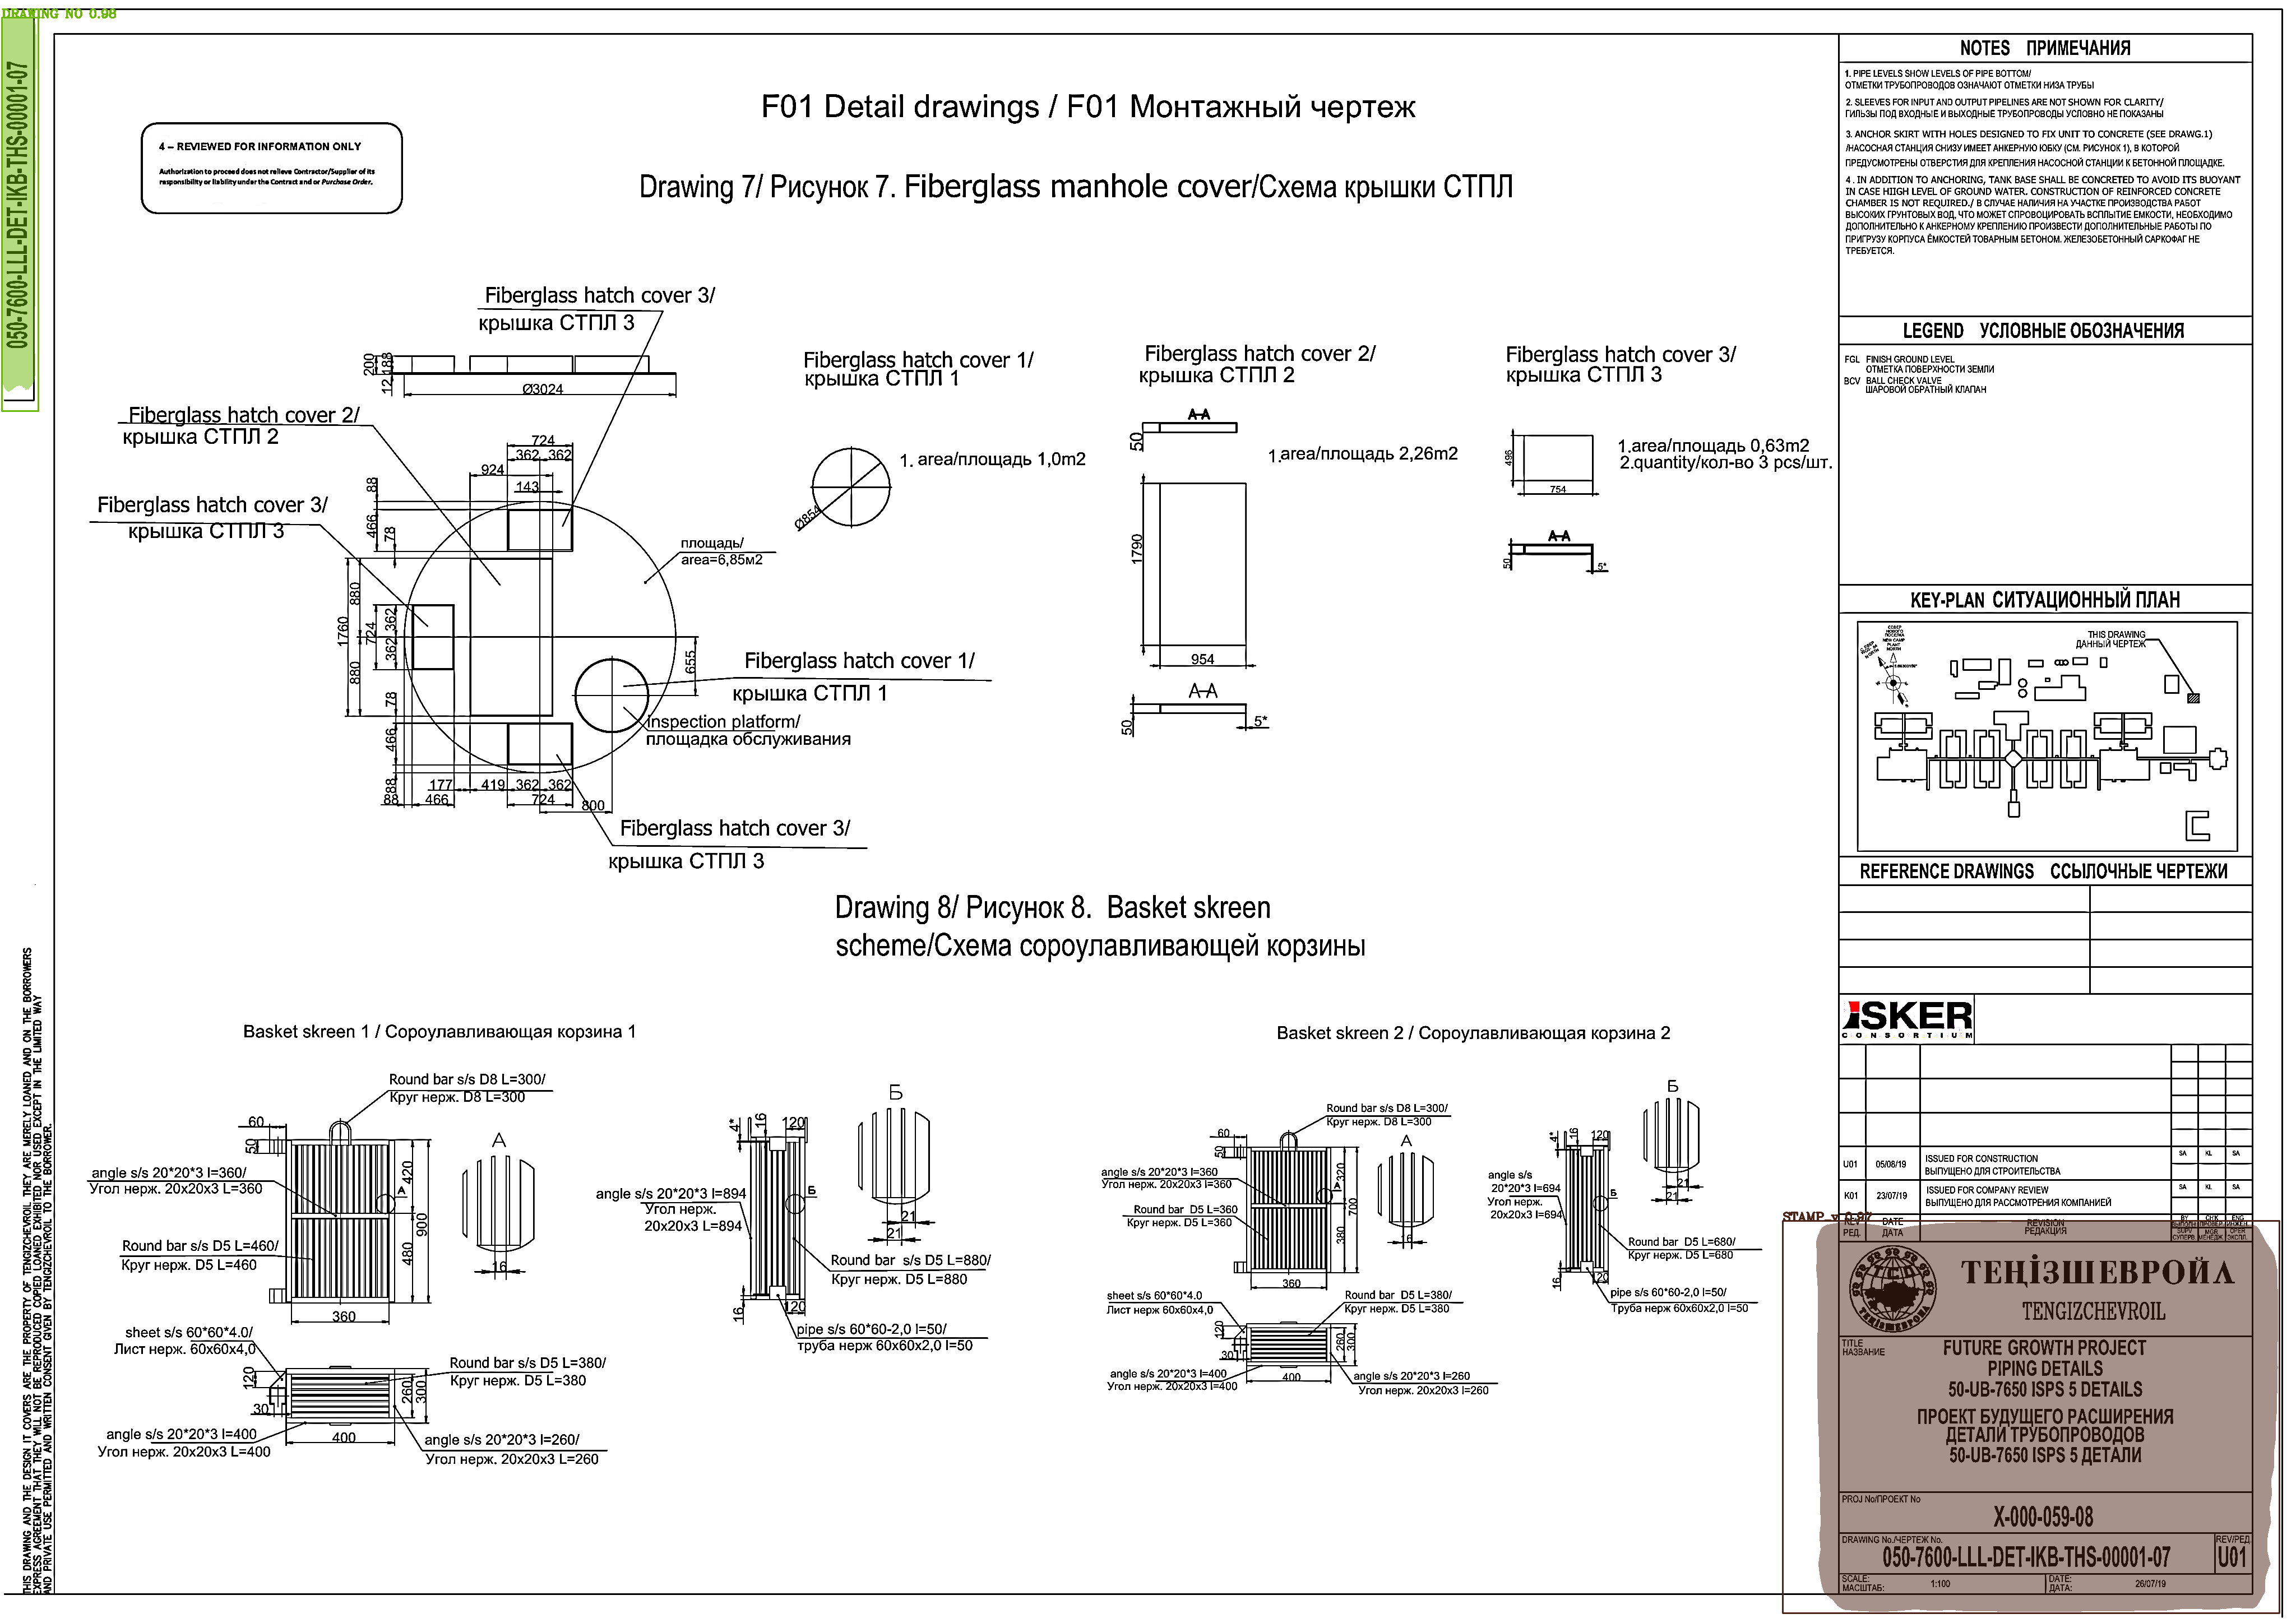 DRAWING NO 0.98
050-7600-LLL-DET-IKB-THS-00001-07
F01 Detail drawings / F01 Монтажный чертеж
4 – REVIEWED FOR INFORMATION ONLY
Authorization to proceed does not relieve Contractor/Supplier of its
responsibility or liability under the Contract and or Purchase Order.
Drawing 7/ Рисунок 7. Fiberglass manhole cover/Схема крышки СТПЛ
Fiberglass hatch cover 3/
крышка СТПЛ 3
200
188
12
Ø3024
Fiberglass hatch cover 2/
крышка СТПЛ 2
Fiberglass hatch cover 3/
крышка СТПЛ 3
724
362 362
924
143
88
466
78
880
1760
724
362
362
880
78
466
88
88
177
466
419
362
362
724
800
655
площадь/
area=6,85м2
Fiberglass hatch cover 1/
крышка СТПЛ 1
inspection platform/
площадка обслуживания
Fiberglass hatch cover 3/
крышка СТПЛ 3
Fiberglass hatch cover 1/
крышка СТПЛ 1
1. area/площадь 1,0m2
Ø854
Fiberglass hatch cover 2/
крышка СТПЛ 2
A-A
50
1.area/площадь 2,26m2
1790
954
A-A
50
5*
Fiberglass hatch cover 3/
крышка СТПЛ 3
496
754
1.area/площадь 0,63m2
2.quantity/кол-во 3 pcs/шт.
A-A
50
5*
Drawing 8/ Рисунок 8. Basket skreen
scheme/Схема сороулавливающей корзины
Basket skreen 1 / Сороулавливающая корзина 1
Round bar s/s D8 L=300/
Круг нерж. D8 L=300
60
50
angle s/s 20*20*3 l=360/
Угол нерж. 20x20x3 L=360
Round bar s/s D5 L=460/
Круг нерж. D5 L=460
420
900
480
360
А
А
16
sheet s/s 60*60*4.0/
Лист нерж. 60x60x4,0
120
30
Round bar s/s D5 L=380/
Круг нерж. D5 L=380
260
300
angle s/s 20*20*3 l=400
Угол нерж. 20x20x3 L=400
400
angle s/s 20*20*3 l=260/
Угол нерж. 20x20x3 L=260
4*
16
120
angle s/s 20*20*3 l=894
Угол нерж.
20x20x3 L=894
Б
Б
21
21
Round bar s/s D5 L=880/
Круг нерж. D5 L=880
16
120
pipe s/s 60*60-2,0 l=50/
труба нерж 60x60x2,0 l=50
Basket skreen 2 / Сороулавливающая корзина 2
Round bar s/s D8 L=300/
Круг нерж. D8 L=300
60
50
angle s/s 20*20*3 l=360
Угол нерж. 20x20x3 L=360
Round bar D5 L=360
Круг нерж. D5 L=360
320
700
380
360
А
А
16
sheet s/s 60*60*4.0
Лист нерж 60x60x4,0
120
30
Round bar D5 L=380/
Круг нерж. D5 L=380
260
300
angle s/s 20*20*3 l=400
Угол нерж. 20x20x3 l=400
400
angle s/s 20*20*3 l=260
Угол нерж. 20x20x3 l=260
4*
16
120
angle s/s
20*20*3 l=694
Угол нерж.
20x20x3 l=694
Б
Б
21
21
Round bar D5 L=680/
Круг нерж. D5 L=680
16
120
pipe s/s 60*60-2,0 l=50/
Труба нерж 60x60x2,0 l=50
NOTES ПРИМЕЧАНИЯ
1. PIPE LEVELS SHOW LEVELS OF PIPE BOTTOM/
ОТМЕТКИ ТРУБОПРОВОДОВ ОЗНАЧАЮТ ОТМЕТКИ НИЗА ТРУБЫ
2. SLEEVES FOR INPUT AND OUTPUT PIPELINES ARE NOT SHOWN FOR CLARITY/
ГИЛЬЗЫ ПОД ВХОДНЫЕ И ВЫХОДНЫЕ ТРУБОПРОВОДЫ УСЛОВНО НЕ ПОКАЗАНЫ
3. ANCHOR SKIRT WITH HOLES DESIGNED TO FIX UNIT TO CONCRETE (SEE DRAWG.1)
/НАСОСНАЯ СТАНЦИЯ СНИЗУ ИМЕЕТ АНКЕРНУЮ ЮБКУ (СМ. РИСУНОК 1), В КОТОРОЙ
ПРЕДУСМОТРЕНЫ ОТВЕРСТИЯ ДЛЯ КРЕПЛЕНИЯ НАСОСНОЙ СТАНЦИИ К БЕТОННОЙ ПЛОЩАДКЕ.
4 . IN ADDITION TO ANCHORING, TANK BASE SHALL BE CONCRETED TO AVOID ITS BUOYANT
IN CASE HIIGH LEVEL OF GROUND WATER. CONSTRUCTION OF REINFORCED CONCRETE
CHAMBER IS NOT REQUIRED./ В СЛУЧАЕ НАЛИЧИЯ НА УЧАСТКЕ ПРОИЗВОДСТВА РАБОТ
ВЫСОКИХ ГРУНТОВЫХ ВОД, ЧТО МОЖЕТ СПРОВОЦИРОВАТЬ ВСПЛЫТИЕ ЕМКОСТИ, НЕОБХОДИМО
ДОПОЛНИТЕЛЬНО К АНКЕРНОМУ КРЕПЛЕНИЮ ПРОИЗВЕСТИ ДОПОЛНИТЕЛЬНЫЕ РАБОТЫ ПО
ПРИГРУЗУ КОРПУСА ЁМКОСТЕЙ ТОВАРНЫМ БЕТОНОМ. ЖЕЛЕЗОБЕТОННЫЙ САРКОФАГ НЕ
ТРЕБУЕТСЯ.
LEGEND УСЛОВНЫЕ ОБОЗНАЧЕНИЯ
FGL FINISH GROUND LEVEL
ОТМЕТКА ПОВЕРХНОСТИ ЗЕМЛИ
BCV BALL CHECK VALVE
ШАРОВОЙ ОБРАТНЫЙ КЛАПАН
KEY-PLAN СИТУАЦИОННЫЙ ПЛАН
THIS DRAWING
ДАННЫЙ ЧЕРТЕЖ
REFERENCE DRAWINGS ССЫЛОЧНЫЕ ЧЕРТЕЖИ
iSKER
CONSORTIUM
U01 05/08/19 ISSUED FOR CONSTRUCTION SA KL SA
ВЫПУЩЕНО ДЛЯ СТРОИТЕЛЬСТВА
K01 23/07/19 ISSUED FOR COMPANY REVIEW SA KL SA
ВЫПУЩЕНО ДЛЯ РАССМОТРЕНИЯ КОМПАНИЕЙ
REV DATE REVISION
РЕД. ДАТА РЕДАКЦИЯ
ТЕҢІЗШЕВРОЙЛ
TENGIZCHEVROIL
TITLE
НАЗВАНИЕ
FUTURE GROWTH PROJECT
PIPING DETAILS
50-UB-7650 ISPS 5 DETAILS
ПРОЕКТ БУДУЩЕГО РАСШИРЕНИЯ
ДЕТАЛИ ТРУБОПРОВОДОВ
50-UB-7650 ISPS 5 ДЕТАЛИ
PROJ No/ПРОЕКТ No
X-000-059-08
DRAWING No./ЧЕРТЕЖ No. REV/РЕД
050-7600-LLL-DET-IKB-THS-00001-07 U01
SCALE: 1:100 DATE: 26/07/19
МАСШТАБ: ДАТА:
THIS DRAWING AND THE DESIGN IT COVERS ARE THE PROPERTY OF TENGIZCHEVROIL THEY ARE MERELY LOANED AND ON THE BORROWERS
EXPRESS AGREEMENT THAT THEY WILL NOT BE REPRODUCED COPIED LOANED EXHIBITED NOR USED EXCEPT IN THE LIMITED WAY
AND PRIVATE USE PERMITTED AND WRITTEN CONSENT GIVEN BY TENGIZCHEVROIL TO THE BORROWER.